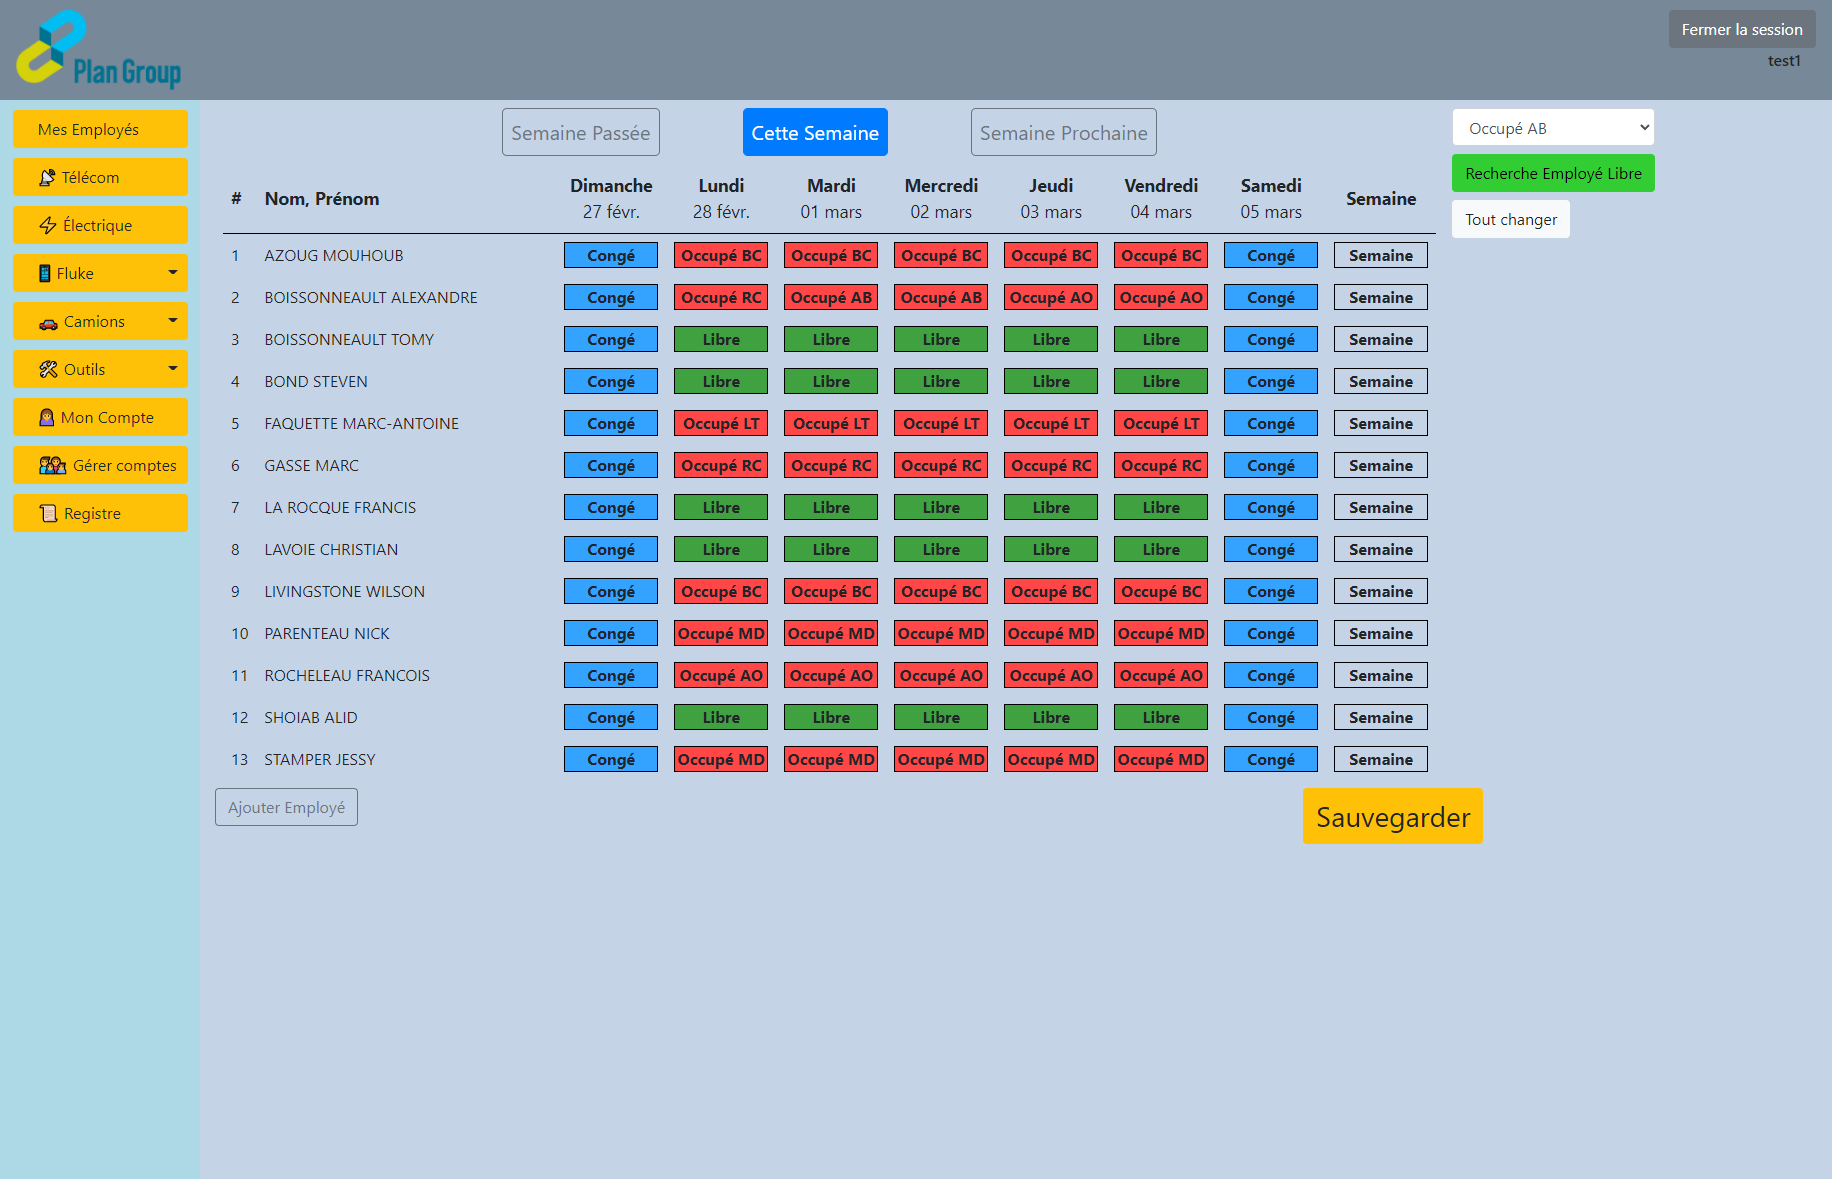 Plan Group
Fermer la session
test1
Mes Employés
Télécom
Électrique
Fluke
Camions
Outils
Mon Compte
Gérer comptes
Registre
Semaine Passée Cette Semaine Semaine Prochaine
Occupé AB
Recherche Employé Libre
Tout changer
# Nom, Prénom Dimanche Lundi Mardi Mercredi Jeudi Vendredi Samedi Semaine
27 févr. 28 févr. 01 mars 02 mars 03 mars 04 mars 05 mars
1 AZOUG MOUHOUB Congé Occupé BC Occupé BC Occupé BC Occupé BC Occupé BC Congé Semaine
2 BOISSONNEAULT ALEXANDRE Congé Occupé RC Occupé AB Occupé AB Occupé AO Occupé AO Congé Semaine
3 BOISSONNEAULT TOMY Congé Libre Libre Libre Libre Libre Congé Semaine
4 BOND STEVEN Congé Libre Libre Libre Libre Libre Congé Semaine
5 FAQUETTE MARC-ANTOINE Congé Occupé LT Occupé LT Occupé LT Occupé LT Occupé LT Congé Semaine
6 GASSE MARC Congé Occupé RC Occupé RC Occupé RC Occupé RC Occupé RC Congé Semaine
7 LA ROCQUE FRANCIS Congé Libre Libre Libre Libre Libre Congé Semaine
8 LAVOIE CHRISTIAN Congé Libre Libre Libre Libre Libre Congé Semaine
9 LIVINGSTONE WILSON Congé Occupé BC Occupé BC Occupé BC Occupé BC Occupé BC Congé Semaine
10 PARENTEAU NICK Congé Occupé MD Occupé MD Occupé MD Occupé MD Occupé MD Congé Semaine
11 ROCHELEAU FRANCOIS Congé Occupé AO Occupé AO Occupé AO Occupé AO Occupé AO Congé Semaine
12 SHOIAB ALID Congé Libre Libre Libre Libre Libre Congé Semaine
13 STAMPER JESSY Congé Occupé MD Occupé MD Occupé MD Occupé MD Occupé MD Congé Semaine
Ajouter Employé
Sauvegarder